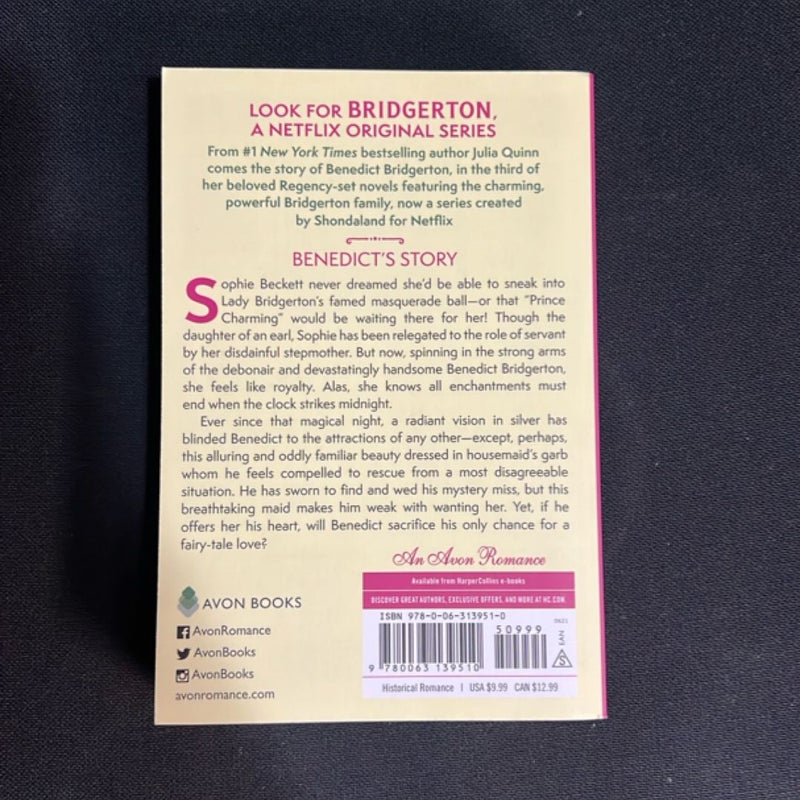 LOOK FOR BRIDGERTON,
A NETFLIX ORIGINAL SERIES
From #1 New York Times bestselling author Julia Quinn
comes the story of Benedict Bridgerton, in the third of
her beloved Regency-set novels featuring the charming,
powerful Bridgerton family, now a series created
by Shondaland for Netflix
BENEDICT'S STORY
Sophie Beckett never dreamed she'd be able to sneak into
Lady Bridgerton's famed masquerade ball—or that "Prince
Charming" would be waiting there for her! Though the
daughter of an earl, Sophie has been relegated to the role of servant
by her disdainful stepmother. But now, spinning in the strong arms
of the debonair and devastatingly handsome Benedict Bridgerton,
she feels like royalty. Alas, she knows all enchantments must
end when the clock strikes midnight.
Ever since that magical night, a radiant vision in silver has
blinded Benedict to the attractions of any other—except, perhaps,
this alluring and oddly familiar beauty dressed in housemaid's garb
whom he feels compelled to rescue from a most disagreeable
situation. He has sworn to find and wed his mystery miss, but this
breathtaking maid makes him weak with wanting her. Yet, if he
offers her his heart, will Benedict sacrifice his only chance for a
fairy-tale love?
An Avon Romance
Available from HarperCollins e-books
DISCOVER GREAT AUTHORS, EXCLUSIVE OFFERS, AND MORE AT HC.COM.
AVON BOOKS
AvonRomance
AvonBooks
AvonBooks
avonromance.com
ISBN 978-0-06-313951-0
50999
0621
EAN
S
9 780063 139510
Historical Romance | USA $9.99 CAN $12.99